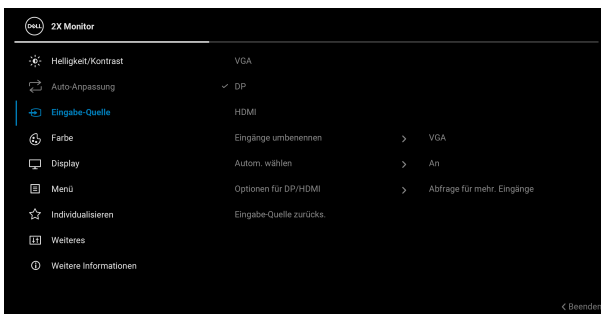 DELL 2X Monitor
Helligkeit/Kontrast VGA
Auto-Anpassung DP
Eingabe-Quelle HDMI
Farbe Eingänge umbenennen VGA
Display Autom. wählen An
Menü Optionen für DP/HDMI Abfrage für mehr. Eingänge
Individualisieren Eingabe-Quelle zurücks.
Weiteres
Weitere Informationen
Beenden